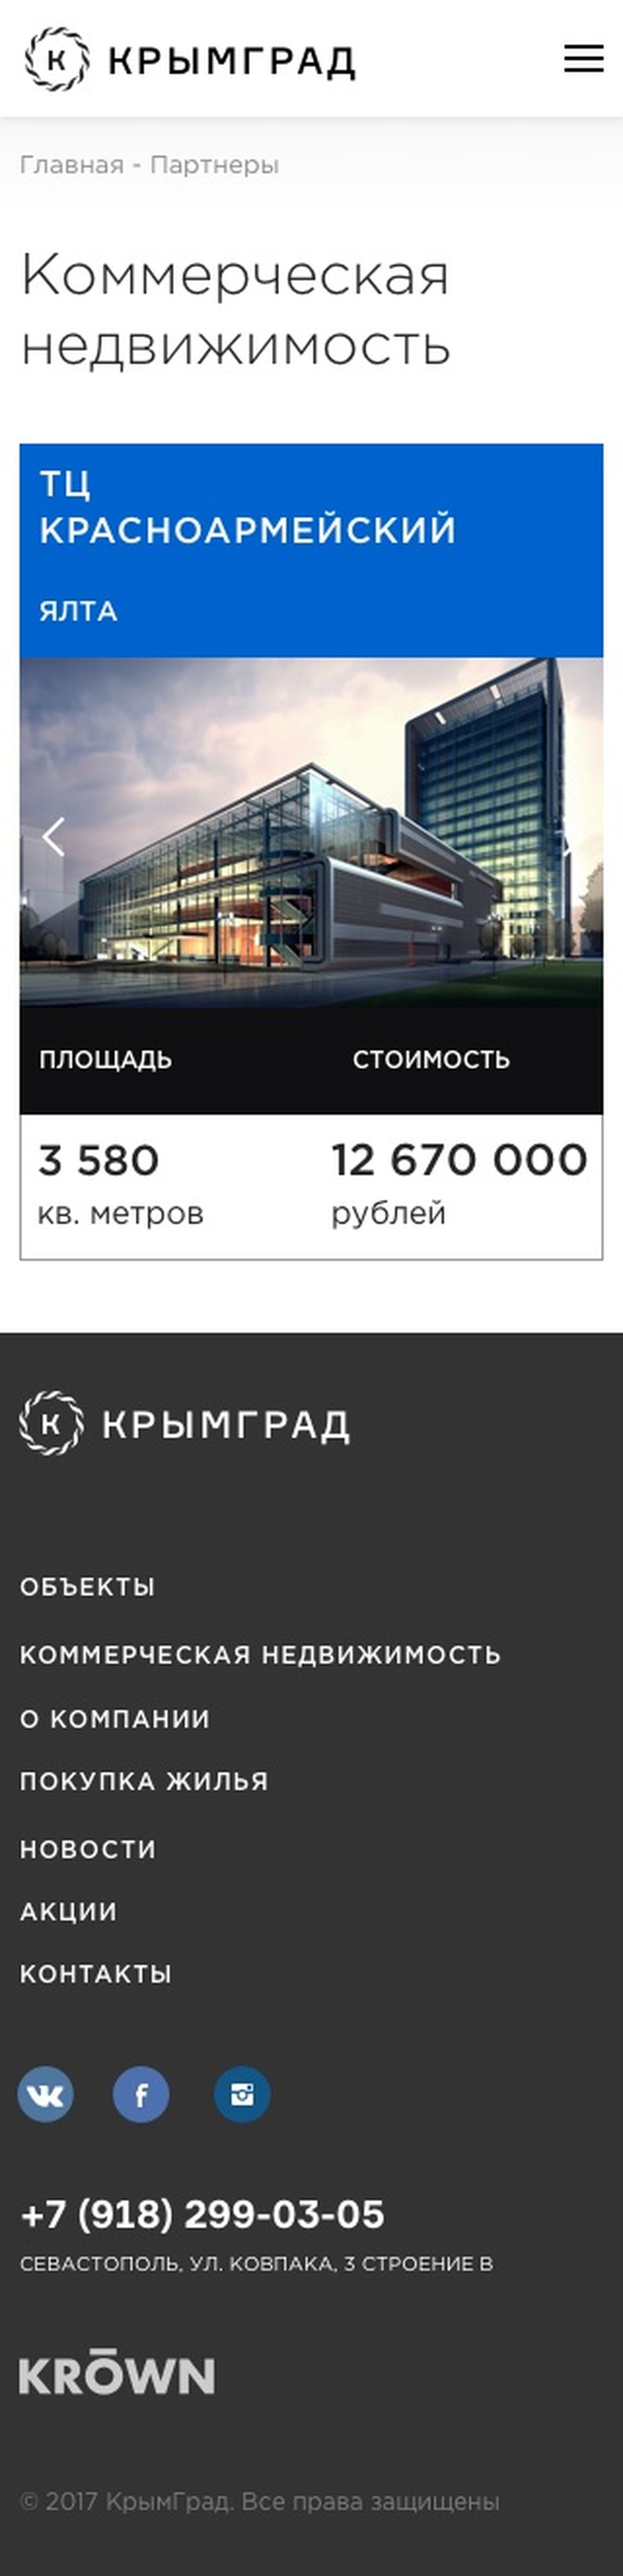 К КРЫМГРАД
Главная - Партнеры
Коммерческая
недвижимость
ТЦ
КРАСНОАРМЕЙСКИЙ
ЯЛТА
ПЛОЩАДЬ СТОИМОСТЬ
3 580 12 670 000
кв. метров рублей
К КРЫМГРАД
ОБЪЕКТЫ
КОММЕРЧЕСКАЯ НЕДВИЖИМОСТЬ
О КОМПАНИИ
ПОКУПКА ЖИЛЬЯ
НОВОСТИ
АКЦИИ
КОНТАКТЫ
+7 (918) 299-03-05
СЕВАСТОПОЛЬ, УЛ. КОВПАКА, 3 СТРОЕНИЕ В
KRŌWN
© 2017 КрымГрад. Все права защищены